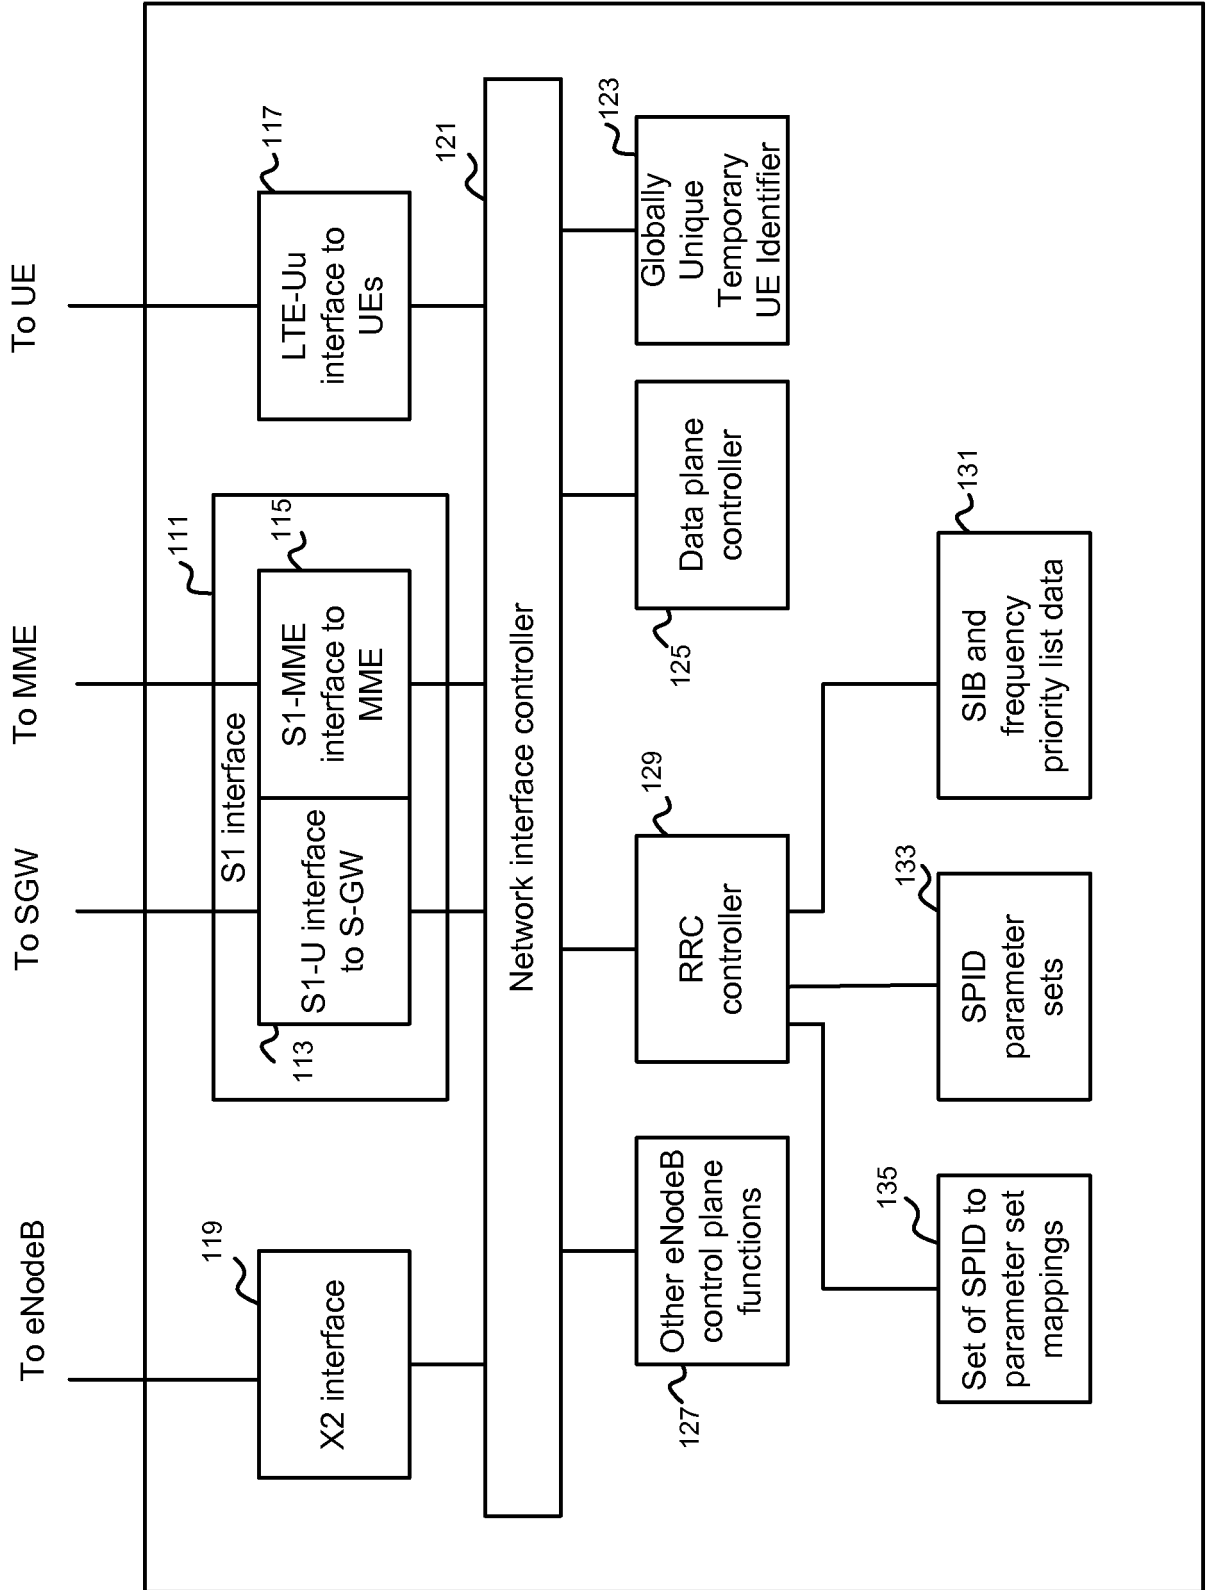 To eNodeB
To SGW
To MME
To UE
119
X2 interface
111
S1 interface
S1-U interface
to S-GW
113
S1-MME
interface to
MME
115
117
LTE-Uu
interface to
UEs
121
Network interface controller
Other eNodeB
control plane
functions
127
129
RRC
controller
Data plane
controller
125
123
Globally
Unique
Temporary
UE Identifier
135
Set of SPID to
parameter set
mappings
133
SPID
parameter
sets
131
SIB and
frequency
priority list data